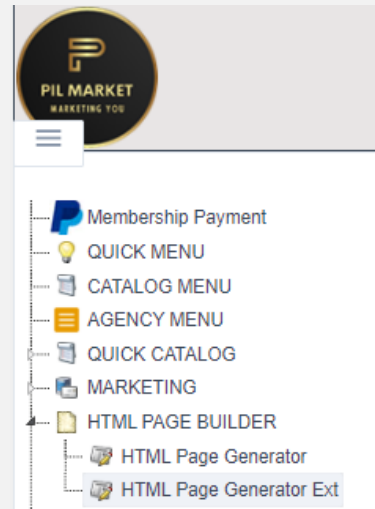 PIL MARKET
MARKETING YOU
Membership Payment
QUICK MENU
CATALOG MENU
AGENCY MENU
QUICK CATALOG
MARKETING
HTML PAGE BUILDER
HTML Page Generator
HTML Page Generator Ext